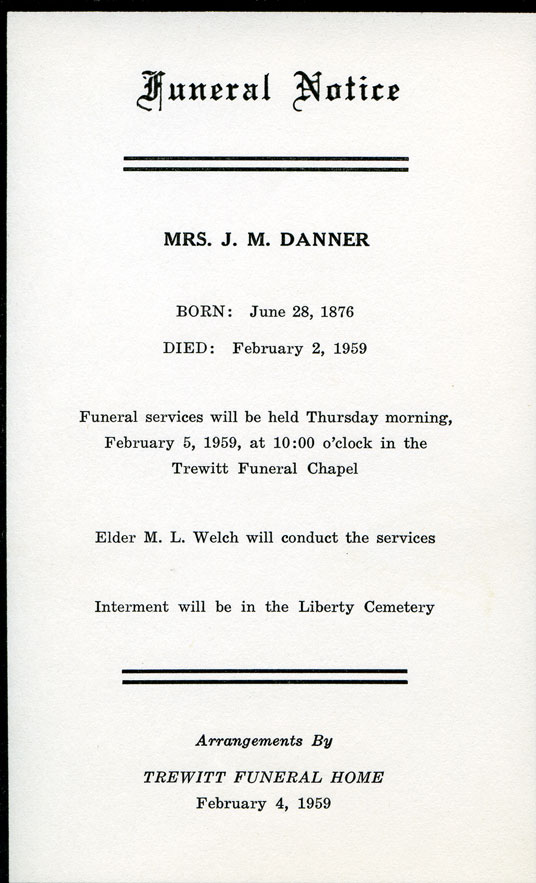 Funeral Notice
MRS. J. M. DANNER
BORN: June 28, 1876
DIED: February 2, 1959
Funeral services will be held Thursday morning,
February 5, 1959, at 10:00 o'clock in the
Trewitt Funeral Chapel
Elder M. L. Welch will conduct the services
Interment will be in the Liberty Cemetery
Arrangements By
TREWITT FUNERAL HOME
February 4, 1959